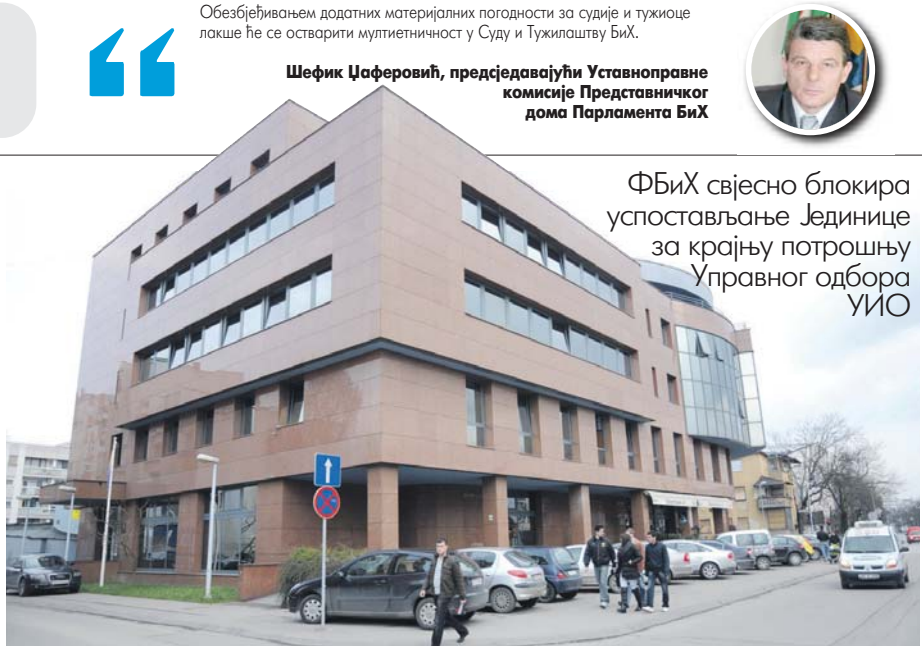 Обезбјеђивањем додатних материјалних погодности за судије и тужиоце
лакше ће се остварити мултиетничност у Суду и Тужилаштву БиХ.
Шефик Џаферовић, предсједавајући Уставноправне
комисије Представничког
дома Парламента БиХ
ФБиХ свјесно блокира
успостављање Јединице
за крајњу потрошњу
Управног одбора
УИО